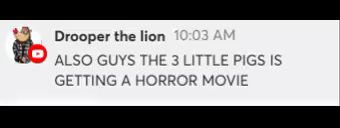 Drooper the lion 10:03 AM
ALSO GUYS THE 3 LITTLE PIGS IS
GETTING A HORROR MOVIE